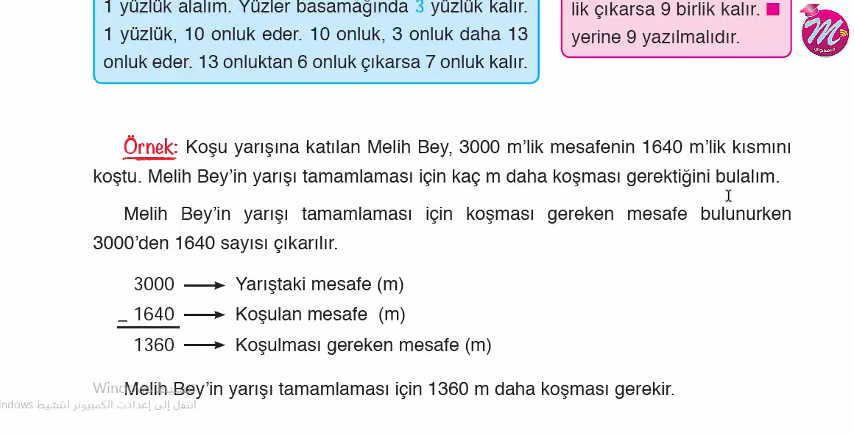 1 yüzlük alalım. Yüzler basamağında 3 yüzlük kalır.
1 yüzlük, 10 onluk eder. 10 onluk, 3 onluk daha 13
onluk eder. 13 onluktan 6 onluk çıkarsa 7 onluk kalır.
lik çıkarsa 9 birlik kalır.
yerine 9 yazılmalıdır.
Örnek: Koşu yarışına katılan Melih Bey, 3000 m’lik mesafenin 1640 m’lik kısmını
koştu. Melih Bey’in yarışı tamamlaması için kaç m daha koşması gerektiğini bulalım.
Melih Bey’in yarışı tamamlaması için koşması gereken mesafe bulunurken
3000’den 1640 sayısı çıkarılır.
3000 → Yarıştaki mesafe (m)
– 1640 → Koşulan mesafe (m)
1360 → Koşulması gereken mesafe (m)
Melih Bey’in yarışı tamamlaması için 1360 m daha koşması gerekir.
انتقل إلى إعدادات الكمبيوتر لتنشيط indows